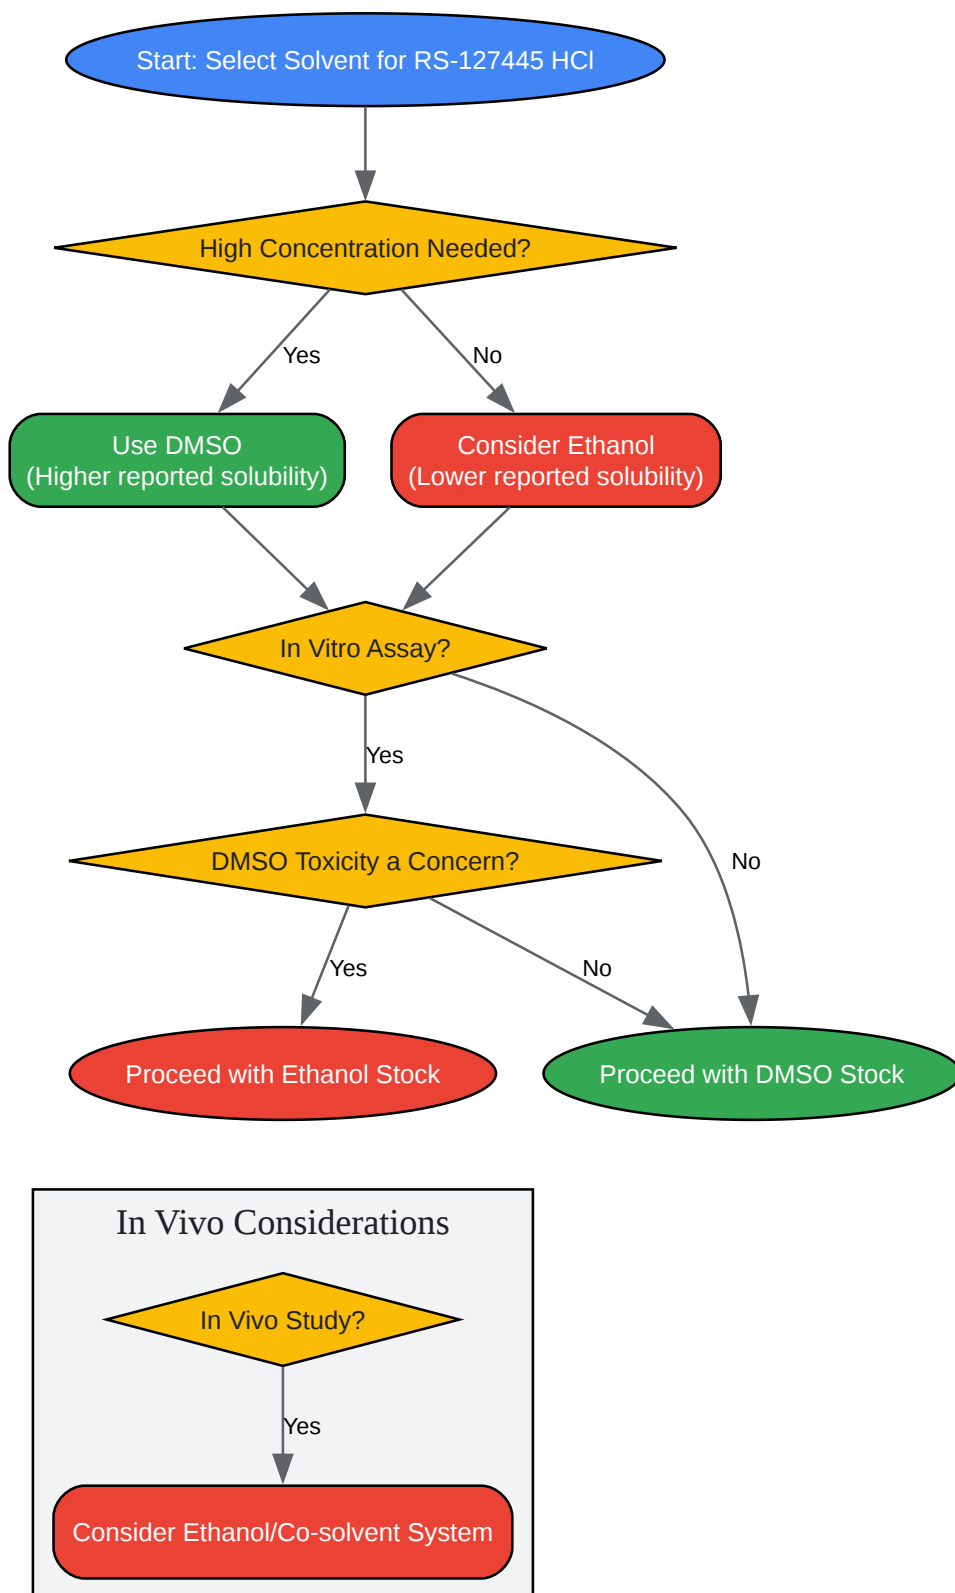 Start: Select Solvent for RS-127445 HCl
High Concentration Needed?
Yes
No
Use DMSO
(Higher reported solubility)
Consider Ethanol
(Lower reported solubility)
In Vitro Assay?
Yes
No
DMSO Toxicity a Concern?
Yes
No
Proceed with Ethanol Stock
Proceed with DMSO Stock
In Vivo Considerations
In Vivo Study?
Yes
Consider Ethanol/Co-solvent System